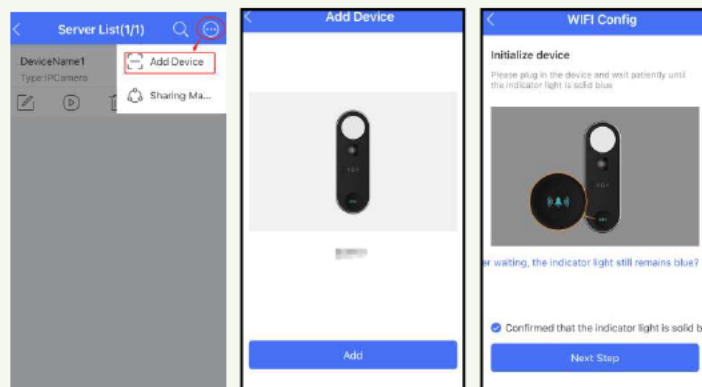 Server List(1/1)
DeviceName1
Type:IPCamera
Add Device
Sharing Ma...
Add Device
Add
WIFI Config
Initialize device
Please plug in the device and wait patiently until
the indicator light is solid blue
er waiting, the indicator light still remains blue?
Confirmed that the indicator light is solid b
Next Step